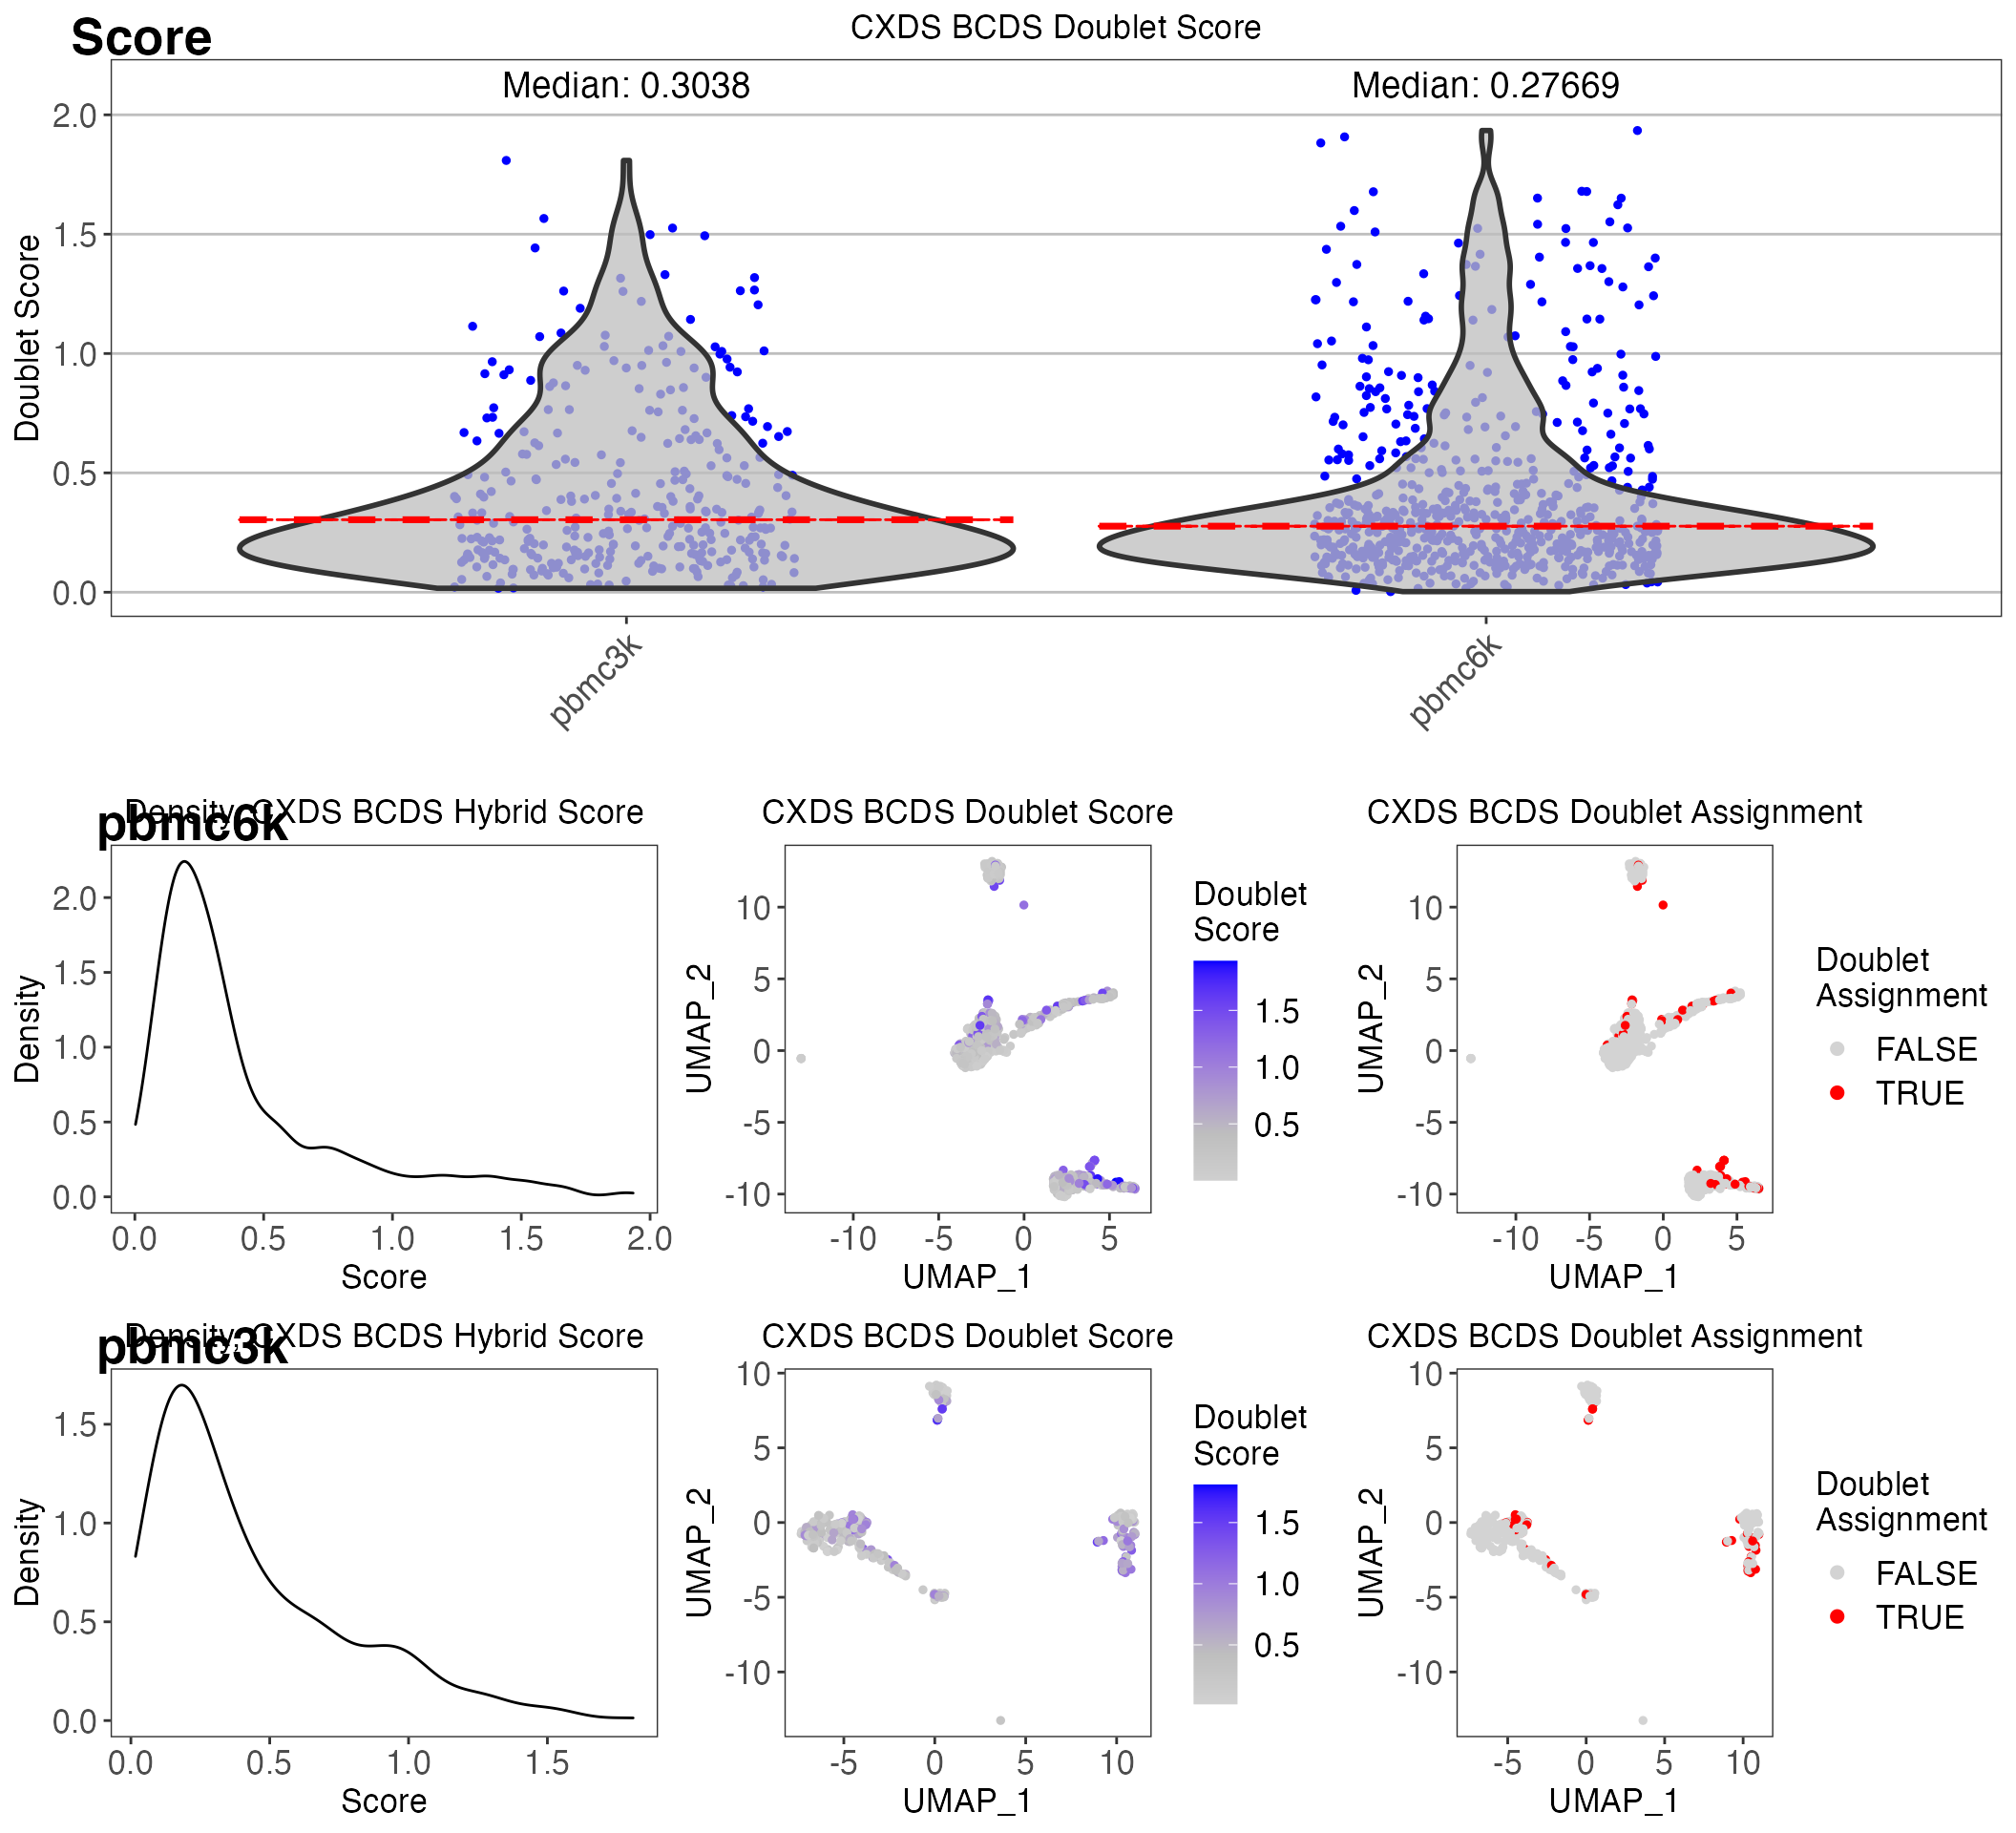 Score
CXDS BCDS Doublet Score
Median: 0.3038
Median: 0.27669
Doublet Score
2.0
1.5
1.0
0.5
0.0
pbmc3k
pbmc6k
pbmc6k
Density, CXDS BCDS Hybrid Score
Density
2.0
1.5
1.0
0.5
0.0
0.0 0.5 1.0 1.5 2.0
Score
CXDS BCDS Doublet Score
UMAP_2
10
5
0
-5
-10
-10 -5 0 5
UMAP_1
Doublet
Score
1.5
1.0
0.5
CXDS BCDS Doublet Assignment
UMAP_2
10
5
0
-5
-10
-10 -5 0 5
UMAP_1
Doublet
Assignment
FALSE
TRUE
pbmc3k
Density, CXDS BCDS Hybrid Score
Density
1.5
1.0
0.5
0.0
0.0 0.5 1.0 1.5
Score
CXDS BCDS Doublet Score
UMAP_2
10
5
0
-5
-10
-5 0 5 10
UMAP_1
Doublet
Score
1.5
1.0
0.5
CXDS BCDS Doublet Assignment
UMAP_2
10
5
0
-5
-10
-5 0 5 10
UMAP_1
Doublet
Assignment
FALSE
TRUE